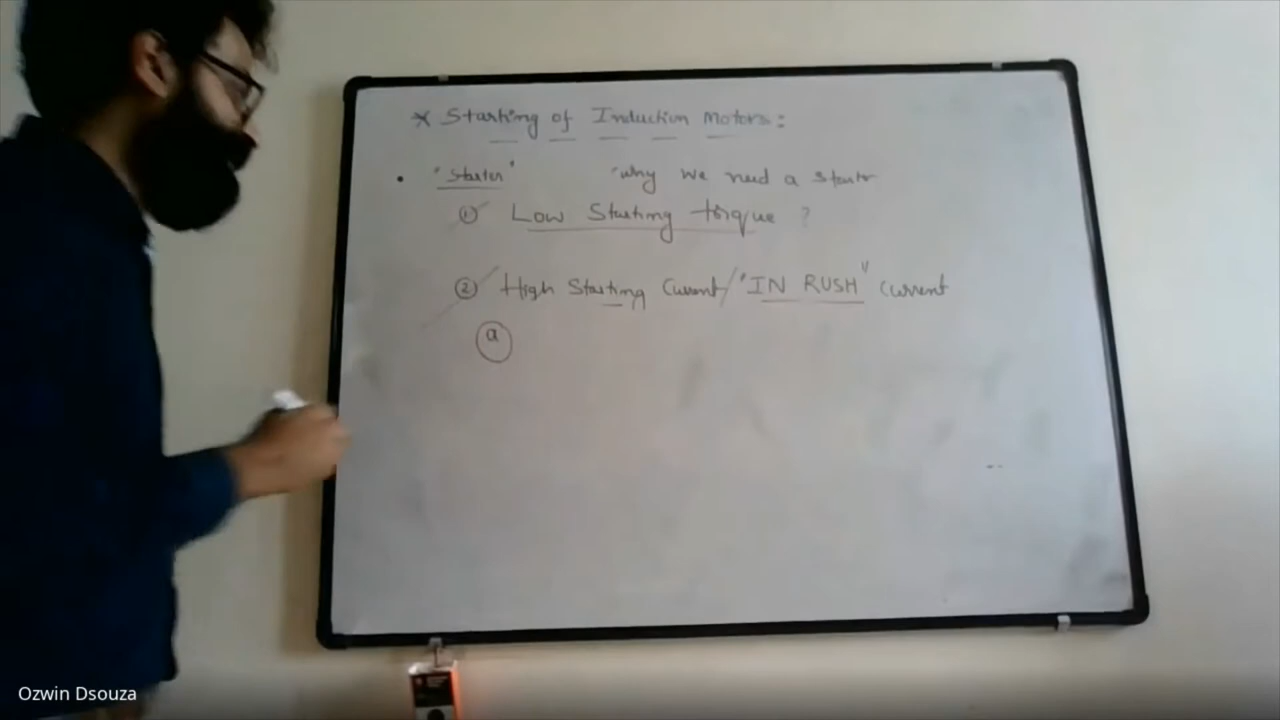 * Starting of Induction Motors:
• "Starter" "why we need a starter
① Low Starting torque ?
② High Starting Current/"IN RUSH" current
ⓐ
Ozwin Dsouza